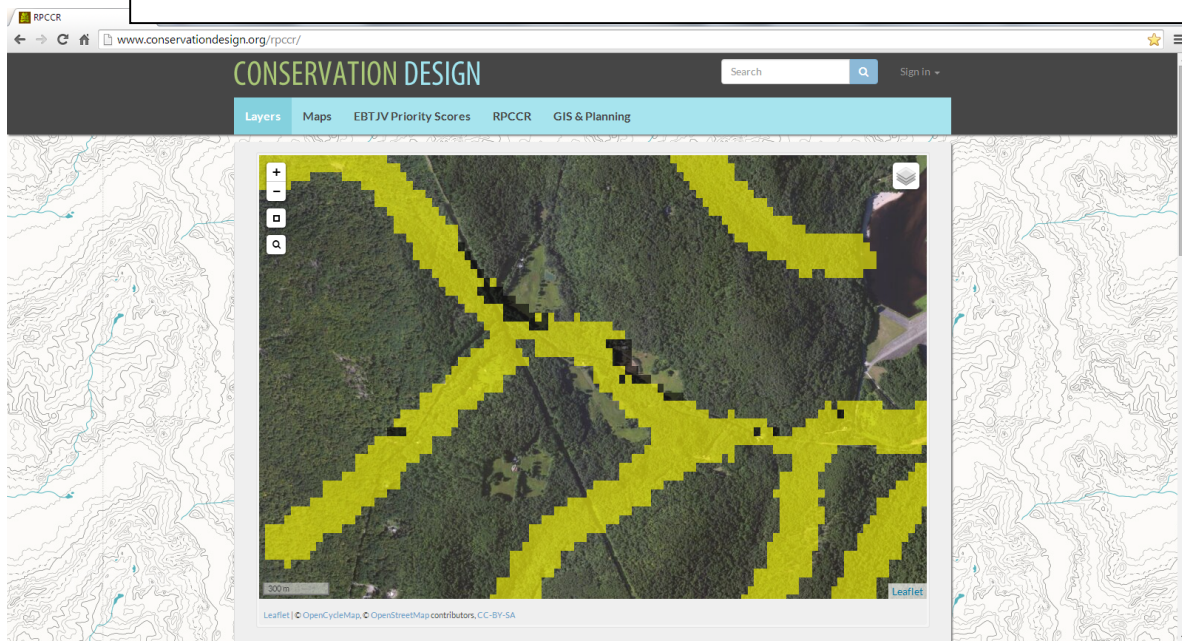 RPCCR
www.conservationdesign.org/rpccr/
CONSERVATION DESIGN
Search
Sign in
Layers Maps EBTJV Priority Scores RPCCR GIS & Planning
+
−
300 m
Leaflet
Leaflet | © OpenCycleMap, © OpenStreetMap contributors, CC-BY-SA